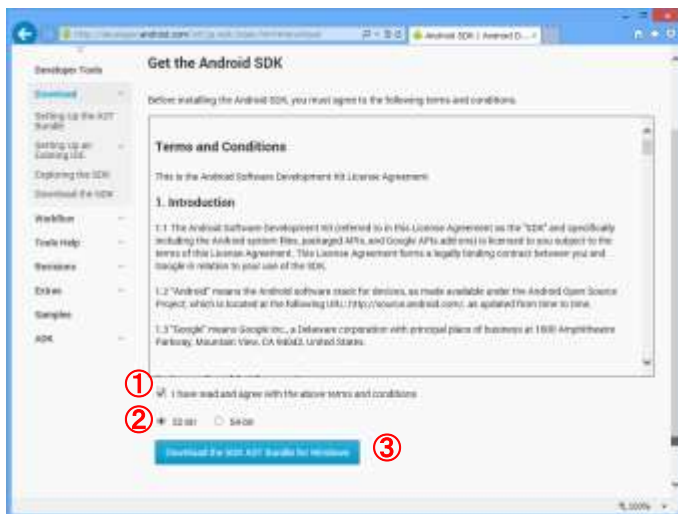 Android SDK | Android D...
Developer Tools
Download
Setting Up the ADT
Bundle
Setting Up an
Existing IDE
Exploring the SDK
Download the NDK
Workflow
Tools Help
Revisions
Extras
Samples
ADK
Get the Android SDK
Before installing the Android SDK, you must agree to the following terms and conditions.
Terms and Conditions
This is the Android Software Development Kit License Agreement
1. Introduction
1.1 The Android Software Development Kit (referred to in this License Agreement as the "SDK" and specifically
including the Android system files, packaged APIs, and Google APIs add-ons) is licensed to you subject to the
terms of this License Agreement. This License Agreement forms a legally binding contract between you and
Google in relation to your use of the SDK.
1.2 "Android" means the Android software stack for devices, as made available under the Android Open Source
Project, which is located at the following URL: http://source.android.com/, as updated from time to time.
1.3 "Google" means Google Inc., a Delaware corporation with principal place of business at 1600 Amphitheatre
Parkway, Mountain View, CA 94043, United States.
① I have read and agree with the above terms and conditions
② 32-bit 64-bit
Download the SDK ADT Bundle for Windows ③
100%